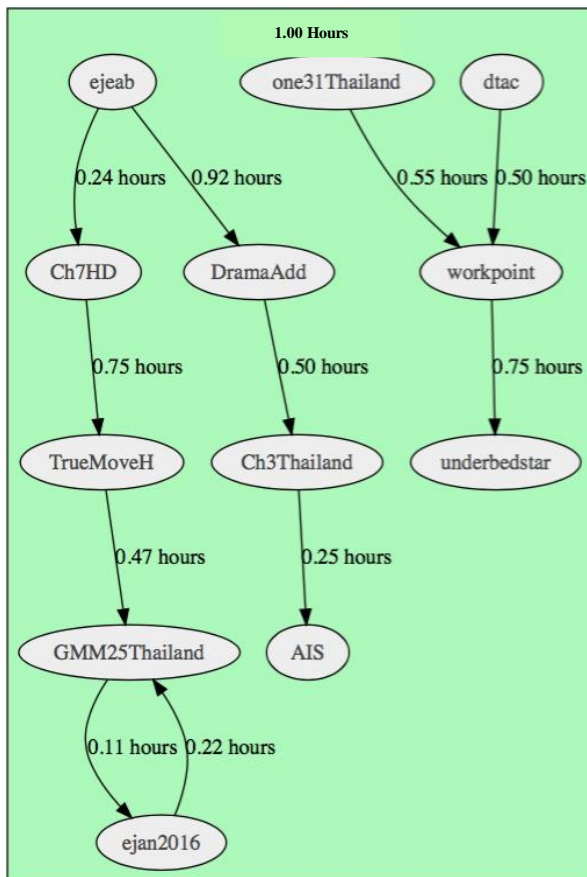 1.00 Hours
ejeab
one31Thailand
dtac
0.24 hours
0.92 hours
0.55 hours
0.50 hours
Ch7HD
DramaAdd
workpoint
0.75 hours
0.50 hours
0.75 hours
TrueMoveH
Ch3Thailand
underbedstar
0.47 hours
0.25 hours
GMM25Thailand
AIS
0.11 hours
0.22 hours
ejan2016